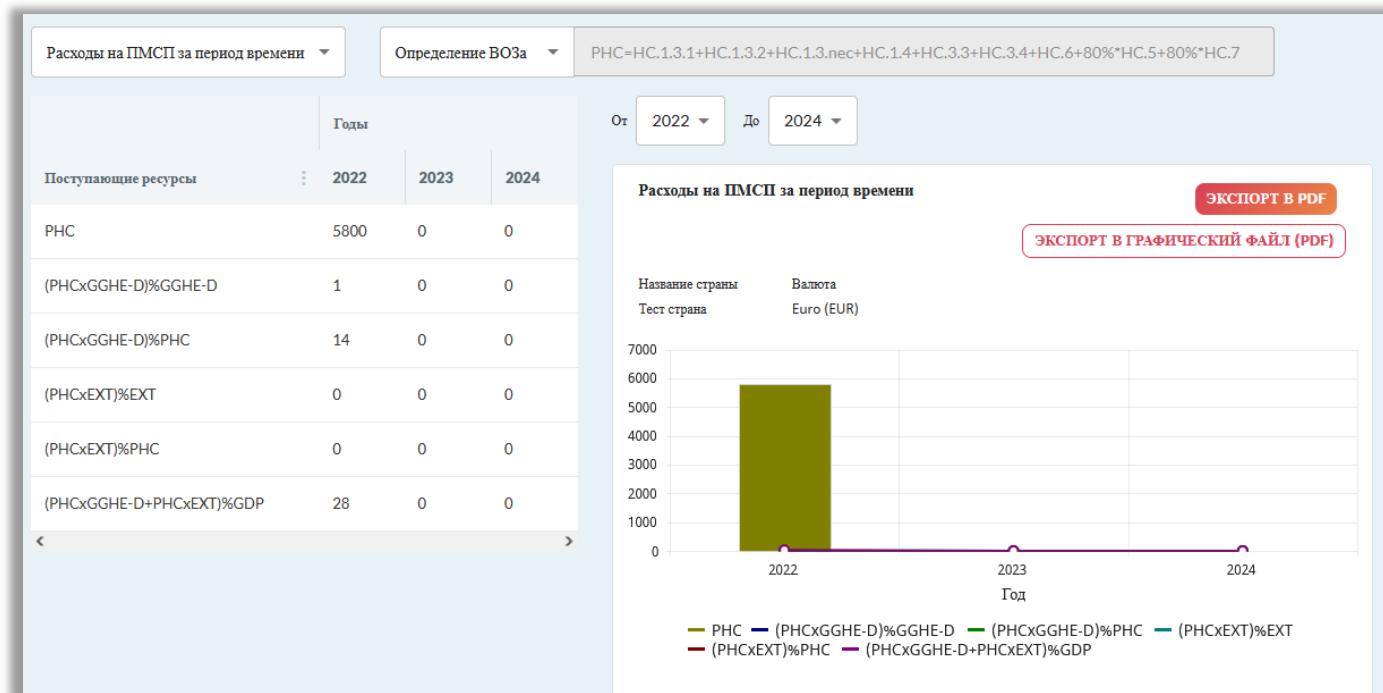 Расходы на ПМСП за период времени
Определение ВОЗа
PHC=HC.1.3.1+HC.1.3.2+HC.1.3.nec+HC.1.4+HC.3.3+HC.3.4+HC.6+80%*HC.5+80%*HC.7
Годы
Поступающие ресурсы 2022 2023 2024
PHC 5800 0 0
(PHCxGGHE-D)%GGHE-D 1 0 0
(PHCxGGHE-D)%PHC 14 0 0
(PHCxEXT)%EXT 0 0 0
(PHCxEXT)%PHC 0 0 0
(PHCxGGHE-D+PHCxEXT)%GDP 28 0 0
От 2022 До 2024
Расходы на ПМСП за период времени
ЭКСПОРТ В PDF
ЭКСПОРТ В ГРАФИЧЕСКИЙ ФАЙЛ (PDF)
Название страны Валюта
Тест страна Euro (EUR)
7000
6000
5000
4000
3000
2000
1000
0
2022 2023 2024
Год
PHC (PHCxGGHE-D)%GGHE-D (PHCxGGHE-D)%PHC (PHCxEXT)%EXT
(PHCxEXT)%PHC (PHCxGGHE-D+PHCxEXT)%GDP